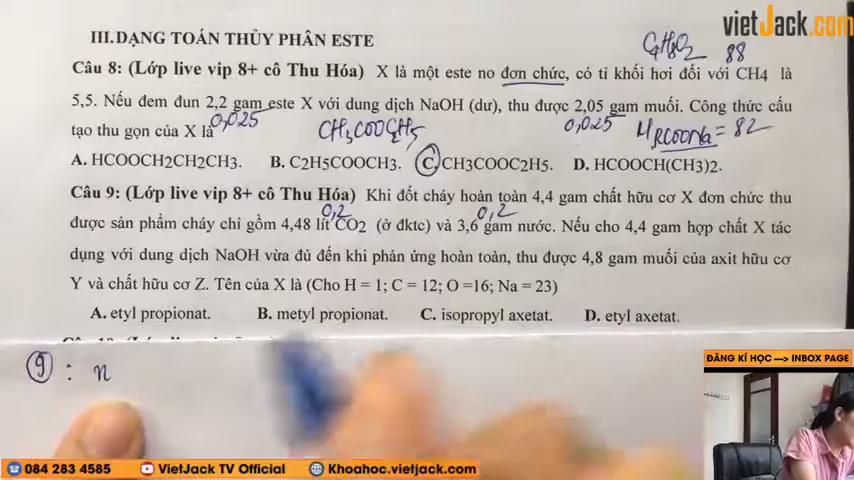 vietJack.com
III.DẠNG TOÁN THỦY PHÂN ESTE
C4H8O2 88
Câu 8: (Lớp live vip 8+ cô Thu Hóa) X là một este no đơn chức, có tỉ khối hơi đối với CH4 là
5,5. Nếu đem đun 2,2 gam este X với dung dịch NaOH (dư), thu được 2,05 gam muối. Công thức cấu
tạo thu gọn của X là 0,025 CH3COOC2H5 0,025 MRCOONa = 82
A. HCOOCH2CH2CH3. B. C2H5COOCH3. C. CH3COOC2H5. D. HCOOCH(CH3)2.
Câu 9: (Lớp live vip 8+ cô Thu Hóa) Khi đốt cháy hoàn toàn 4,4 gam chất hữu cơ X đơn chức thu
0,2 0,2
được sản phẩm cháy chỉ gồm 4,48 lít CO2 (ở đktc) và 3,6 gam nước. Nếu cho 4,4 gam hợp chất X tác
dụng với dung dịch NaOH vừa đủ đến khi phản ứng hoàn toàn, thu được 4,8 gam muối của axit hữu cơ
Y và chất hữu cơ Z. Tên của X là (Cho H = 1; C = 12; O =16; Na = 23)
A. etyl propionat. B. metyl propionat. C. isopropyl axetat. D. etyl axetat.
9 : n
ĐĂNG KÍ HỌC —> INBOX PAGE
084 283 4585 VietJack TV Official Khoahoc.vietjack.com